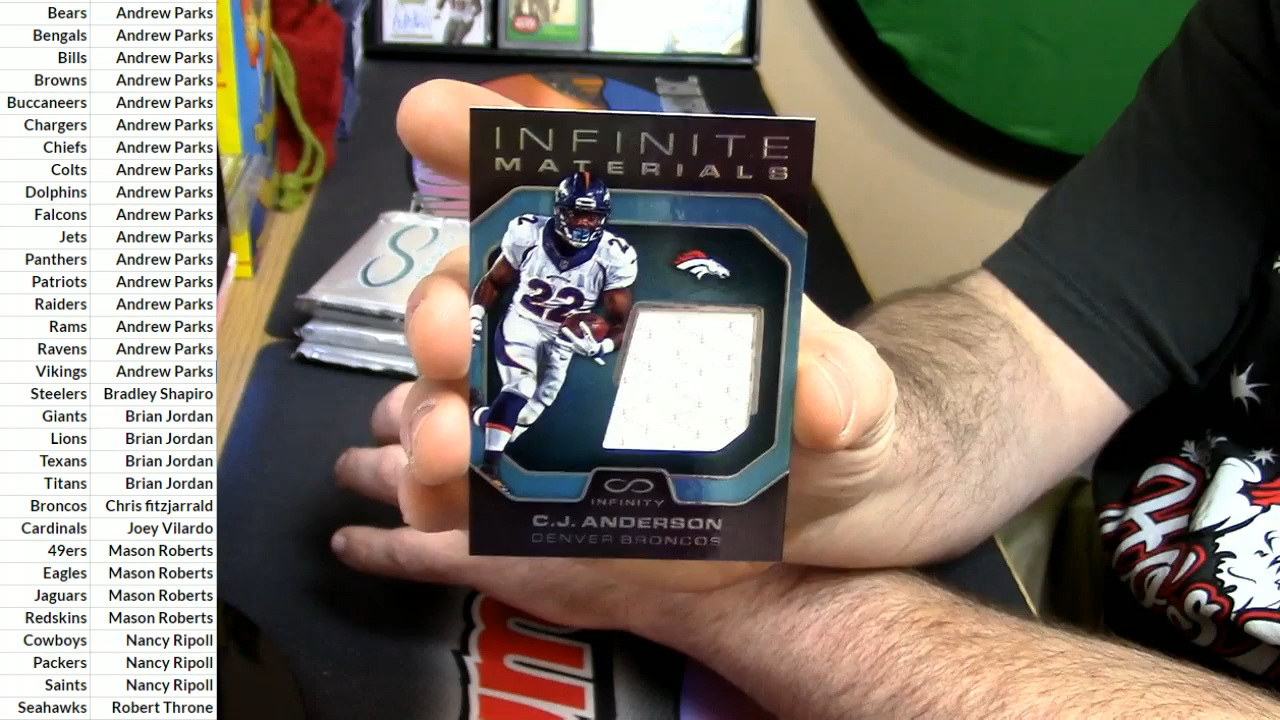 Bears Andrew Parks
Bengals Andrew Parks
Bills Andrew Parks
Browns Andrew Parks
Buccaneers Andrew Parks
Chargers Andrew Parks
Chiefs Andrew Parks
Colts Andrew Parks
Dolphins Andrew Parks
Falcons Andrew Parks
Jets Andrew Parks
Panthers Andrew Parks
Patriots Andrew Parks
Raiders Andrew Parks
Rams Andrew Parks
Ravens Andrew Parks
Vikings Andrew Parks
Steelers Bradley Shapiro
Giants Brian Jordan
Lions Brian Jordan
Texans Brian Jordan
Titans Brian Jordan
Broncos Chris fitzjarrald
Cardinals Joey Vilardo
49ers Mason Roberts
Eagles Mason Roberts
Jaguars Mason Roberts
Redskins Mason Roberts
Cowboys Nancy Ripoll
Packers Nancy Ripoll
Saints Nancy Ripoll
Seahawks Robert Throne
INFINITE
MATERIALS
22
2
22
INFINITY
C.J. ANDERSON
DENVER BRONCOS
8